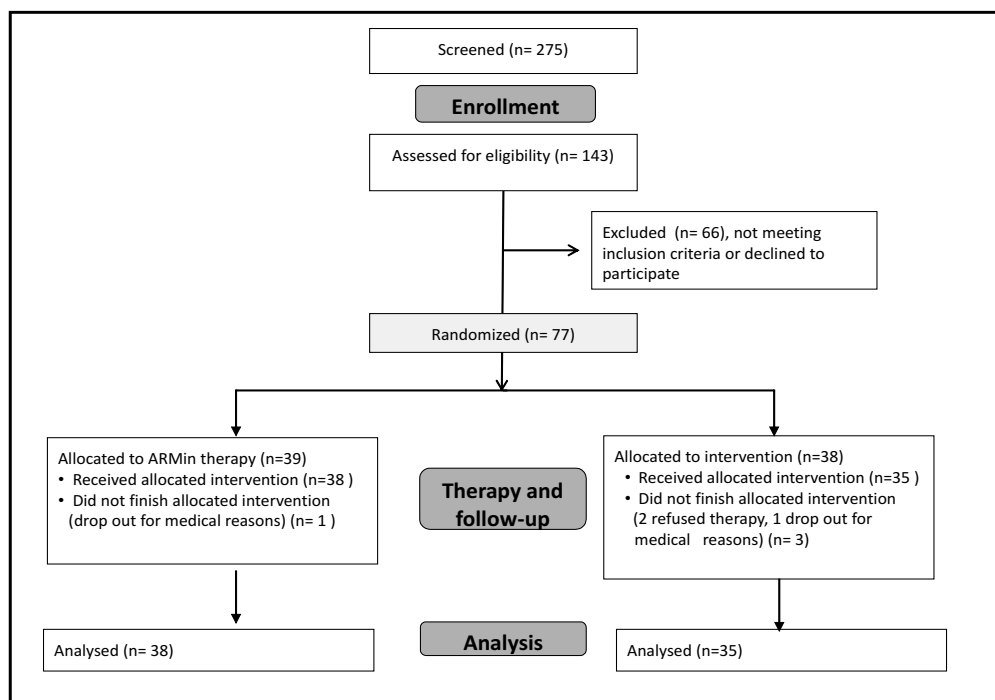 Screened (n= 275)
Enrollment
Assessed for eligibility (n= 143)
Excluded (n= 66), not meeting
inclusion criteria or declined to
participate
Randomized (n= 77)
Allocated to ARMin therapy (n=39)
• Received allocated intervention (n=38 )
• Did not finish allocated intervention
(drop out for medical reasons) (n= 1 )
Therapy and
follow-up
Allocated to intervention (n=38)
• Received allocated intervention (n=35 )
• Did not finish allocated intervention
(2 refused therapy, 1 drop out for
medical reasons) (n= 3)
Analysed (n= 38)
Analysis
Analysed (n=35)